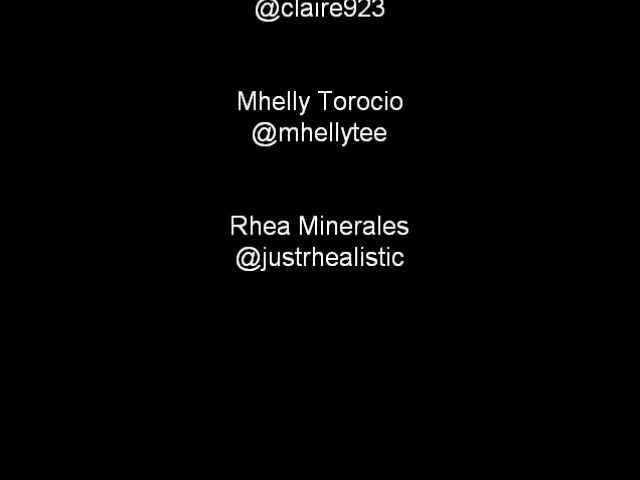 @claire923
Mhelly Torocio
@mhellytee
Rhea Minerales
@justrhealistic